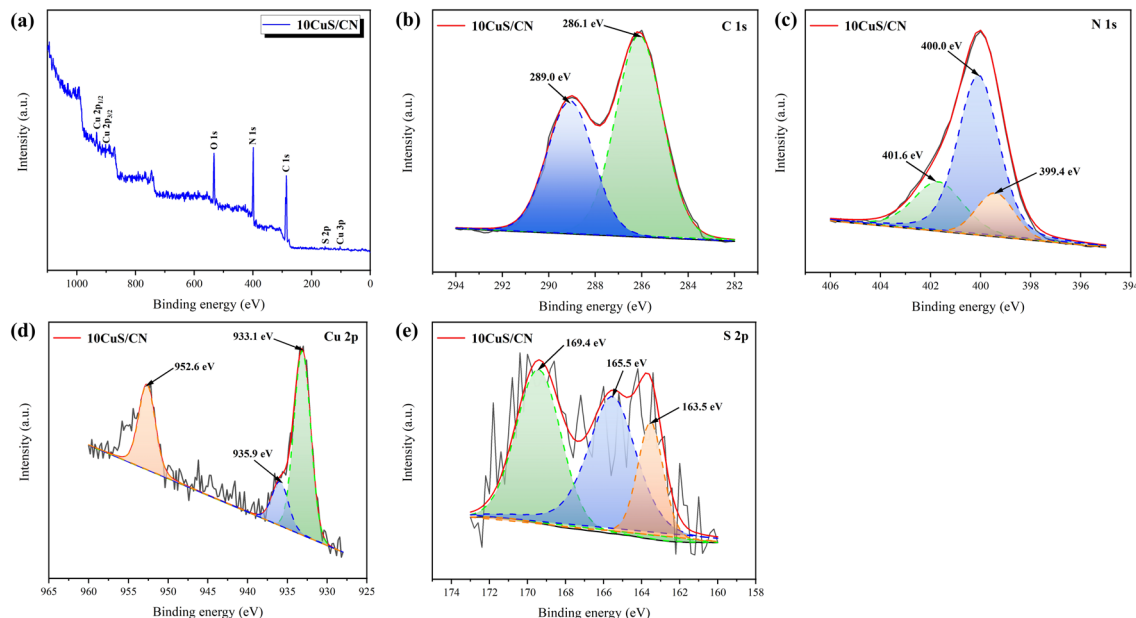 (a)
10CuS/CN
Intensity (a.u.)
Cu 2p1/2
Cu 2p3/2
O 1s
N 1s
C 1s
S 2p
Cu 3p
1000 800 600 400 200 0
Binding energy (eV)
(b)
10CuS/CN
286.1 eV
C 1s
289.0 eV
Intensity (a.u.)
294 292 290 288 286 284 282
Binding energy (eV)
(c)
10CuS/CN
N 1s
400.0 eV
401.6 eV
399.4 eV
Intensity (a.u.)
406 404 402 400 398 396 394
Binding energy (eV)
(d)
10CuS/CN
933.1 eV
Cu 2p
952.6 eV
935.9 eV
Intensity (a.u.)
960 955 950 945 940 935 930 925
Binding energy (eV)
(e)
10CuS/CN
S 2p
169.4 eV
165.5 eV
163.5 eV
Intensity (a.u.)
174 172 170 168 166 164 162 160 158
Binding energy (eV)